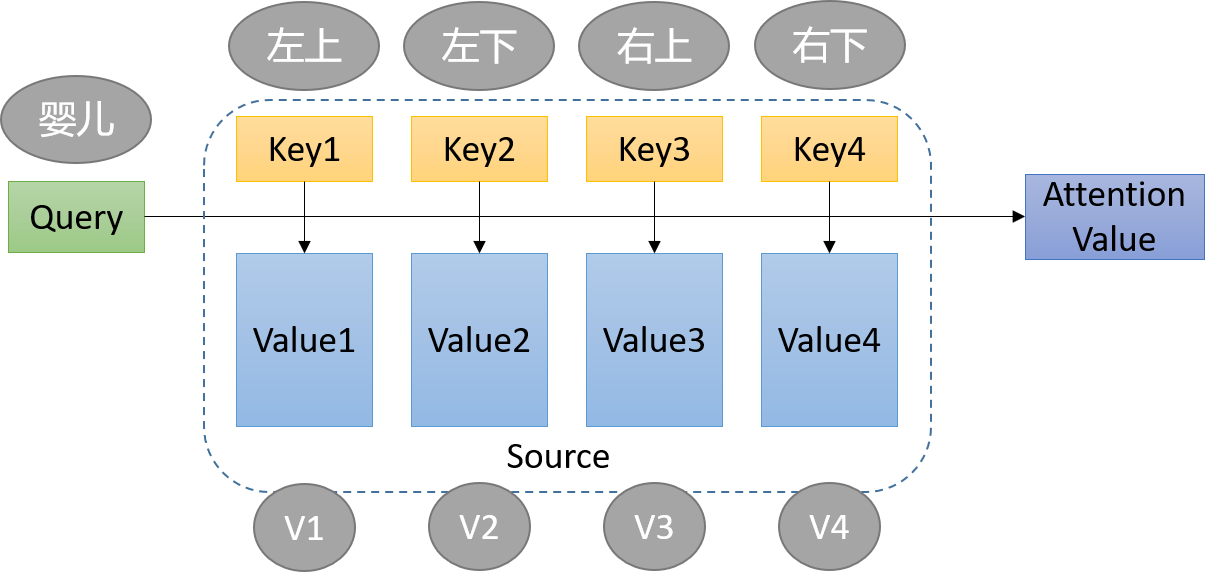 左上
左下
右上
右下
婴儿
Key1
Key2
Key3
Key4
Query
Attention
Value
Value1
Value2
Value3
Value4
Source
V1
V2
V3
V4